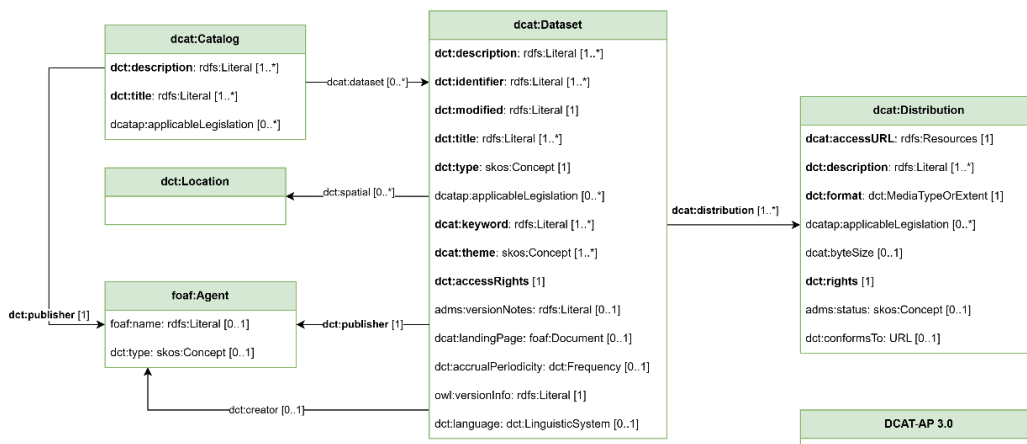 dcat:Catalog
dct:description: rdfs:Literal [1..*]
dct:title: rdfs:Literal [1..*]
dcatap:applicableLegislation [0..*]
dcat:dataset [0..*]
dcat:Dataset
dct:description: rdfs:Literal [1..*]
dct:identifier: rdfs:Literal [1..*]
dct:modified: rdfs:Literal [1]
dct:title: rdfs:Literal [1..*]
dct:type: skos:Concept [1]
dcatap:applicableLegislation [0..*]
dcat:keyword: rdfs:Literal [1..*]
dcat:theme: skos:Concept [1..*]
dct:accessRights [1]
adms:versionNotes: rdfs:Literal [0..1]
dcat:landingPage: foaf:Document [0..1]
dct:accrualPeriodicity: dct:Frequency [0..1]
owl:versionInfo: rdfs:Literal [1]
dct:language: dct:LinguisticSystem [0..1]
dct:Location
dct:spatial [0..*]
foaf:Agent
foaf:name: rdfs:Literal [0..1]
dct:type: skos:Concept [0..1]
dct:publisher [1]
dct:publisher [1]
dct:creator [0..1]
dcat:distribution [1..*]
dcat:Distribution
dcat:accessURL: rdfs:Resources [1]
dct:description: rdfs:Literal [1..*]
dct:format: dct:MediaTypeOrExtent [1]
dcatap:applicableLegislation [0..*]
dcat:byteSize [0..1]
dct:rights [1]
adms:status: skos:Concept [0..1]
dct:conformsTo: URL [0..1]
DCAT-AP 3.0